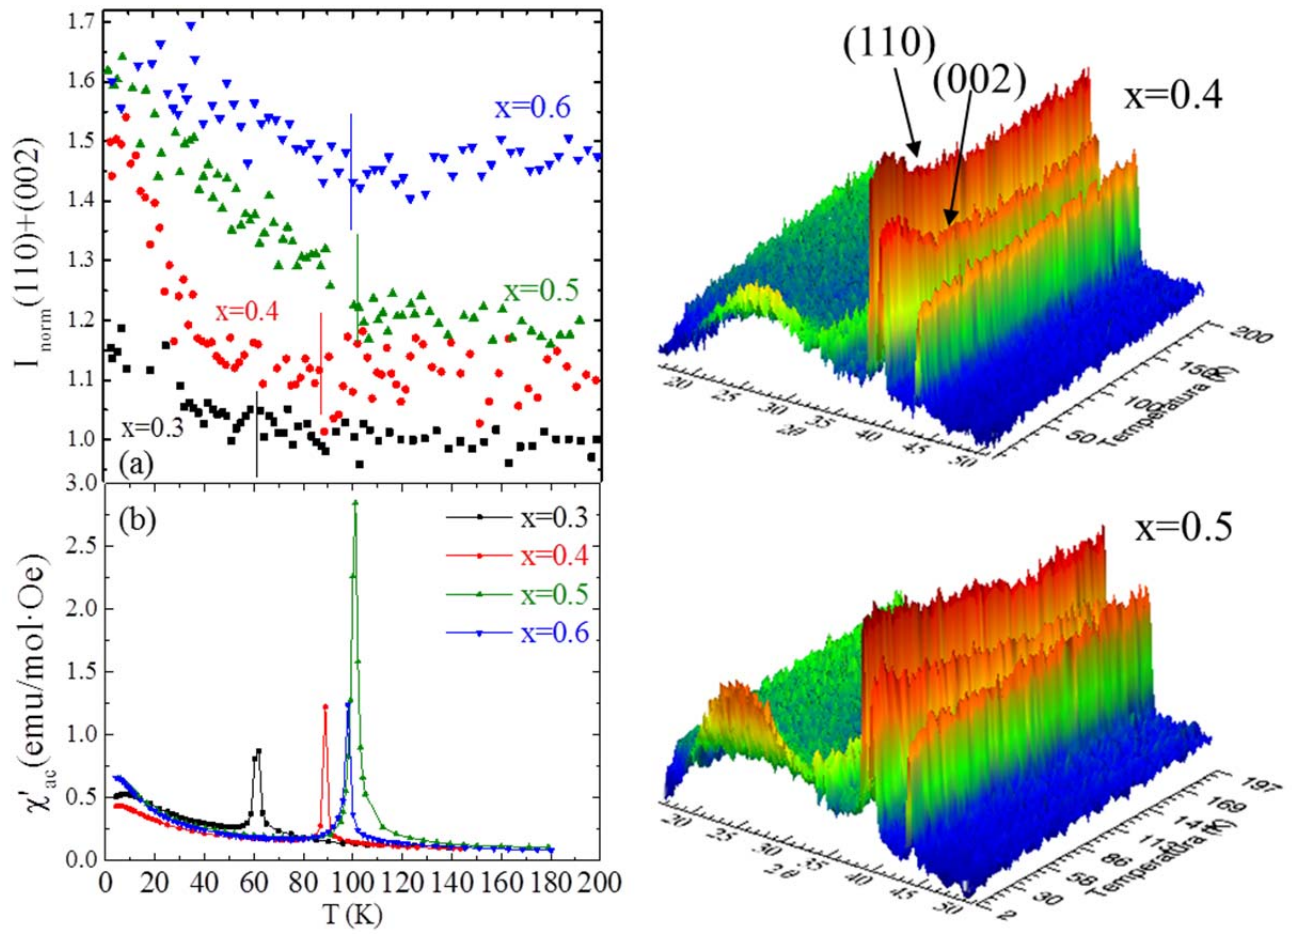 1.7
1.6
1.5
1.4
1.3
1.2
1.1
1.0
I norm (110)+(002)
x=0.6
x=0.5
x=0.4
x=0.3
(a)
3.0
2.5
2.0
1.5
1.0
0.5
0.0
χ'ac (emu/mol·Oe)
(b)
x=0.3
x=0.4
x=0.5
x=0.6
0 20 40 60 80 100 120 140 160 180 200
T (K)
(110)
(002)
x=0.4
20 25 30 35 40 45 50
2θ
50 100 150 200
Temperatura (K)
x=0.5
20 25 30 35 40 45 50
2θ
2 30 58 86 14 169 197
Temperatura (K)